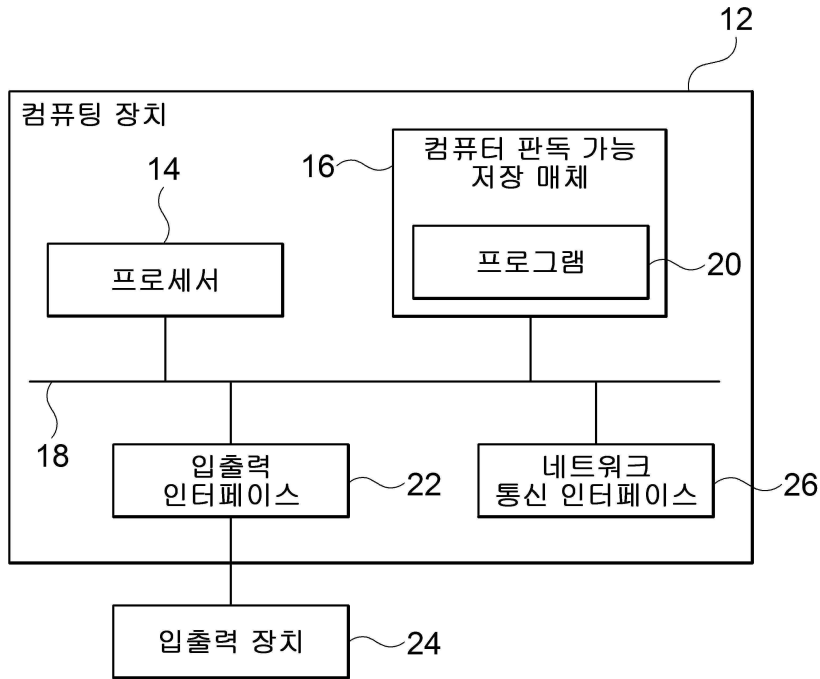 12
컴퓨팅 장치
14
16
컴퓨터 판독 가능
저장 매체
프로세서
프로그램
20
18
입출력
인터페이스
22
네트워크
통신 인터페이스
26
입출력 장치
24